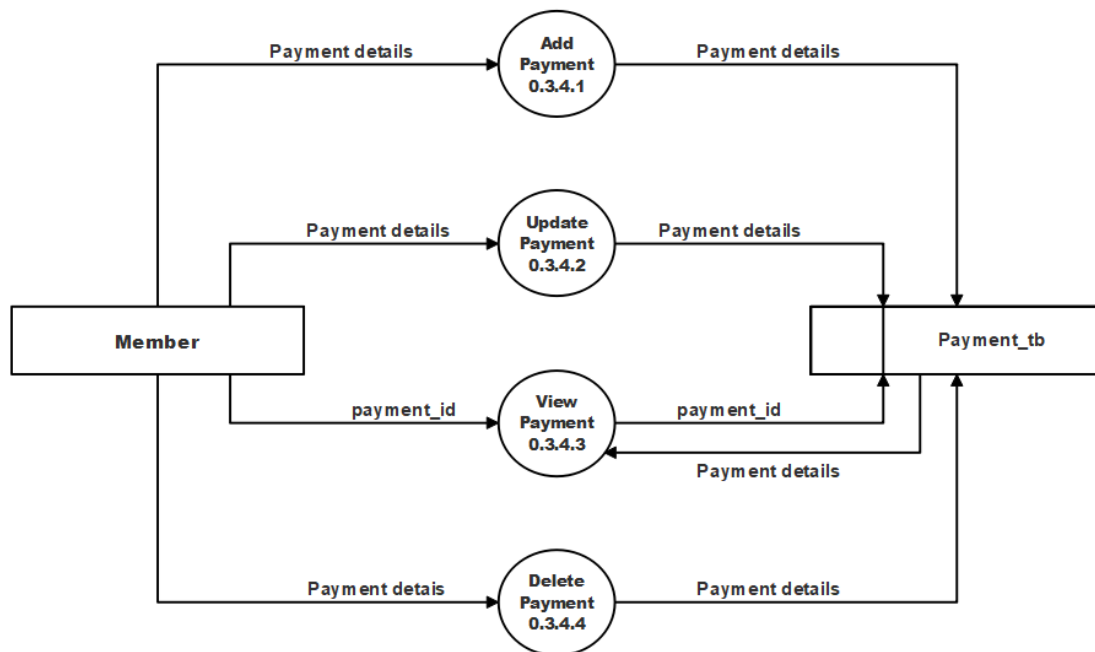 Add
Payment
0.3.4.1
Payment details
Payment details
Update
Payment
0.3.4.2
Payment details
Payment details
Member
Payment_tb
View
Payment
0.3.4.3
payment_id
payment_id
Payment details
Delete
Payment
0.3.4.4
Payment detais
Payment details